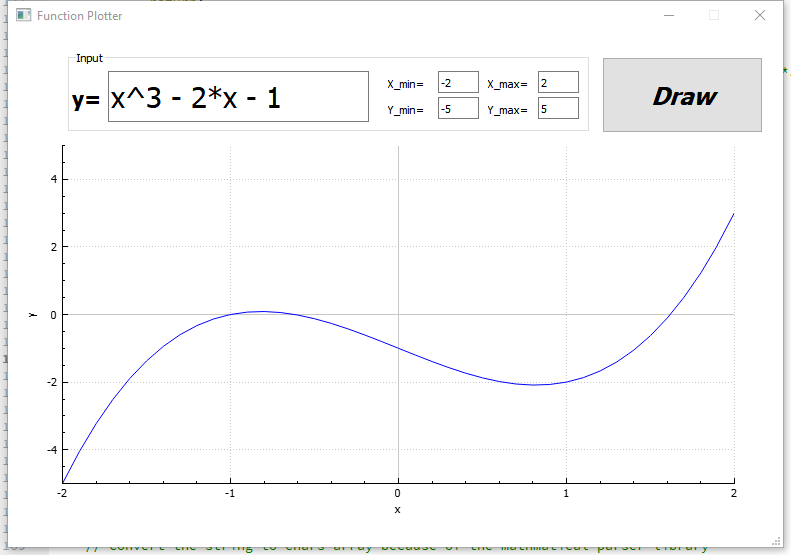 Function Plotter
Input
y= x^3 - 2*x - 1
X_min= -2 X_max= 2
Y_min= -5 Y_max= 5
Draw
4
2
0
-2
-4
y
-2 -1 0 1 2
x
// Convert the string to chars array because of the mathmatical parser library